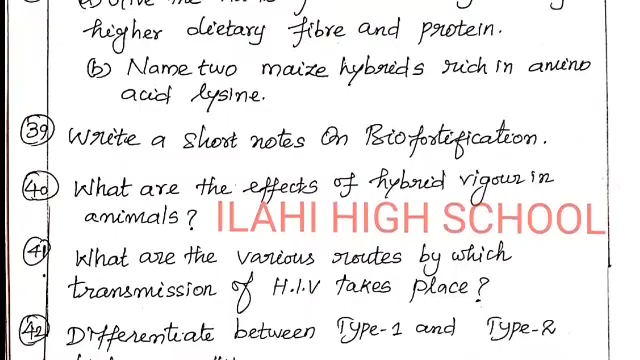 higher dietary fibre and protein.
(b) Name two maize hybrids rich in amino
acid lysine.
39 Write a short notes on Biofortification.
40 What are the effects of hybrid vigour in
animals? ILAHI HIGH SCHOOL
41 What are the various routes by which
transmission of H.I.V takes place?
42 Differentiate between Type-1 and Type-2